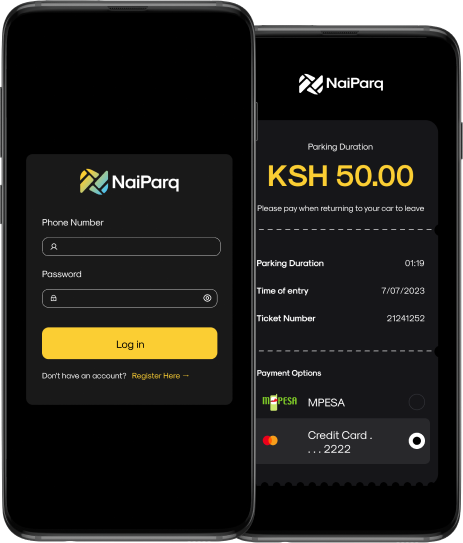 NaiParq
Phone Number
Password
Log in
Don't have an account? Register Here →
NaiParq
Parking Duration
KSH 50.00
Please pay when returning to your car to leave
Parking Duration 01:19
Time of entry 7/07/2023
Ticket Number 21241252
Payment Options
M-PESA MPESA
Credit Card .
. . . 2222